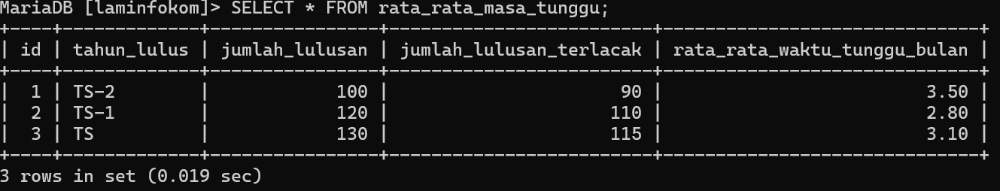 MariaDB [laminfokom]> SELECT * FROM rata_rata_masa_tunggu;
+----+-------------+----------------+-------------------------+------------------------------+
| id | tahun_lulus | jumlah_lulusan | jumlah_lulusan_terlacak | rata_rata_waktu_tunggu_bulan |
+----+-------------+----------------+-------------------------+------------------------------+
|  1 | TS-2        |            100 |                      90 |                         3.50 |
|  2 | TS-1        |            120 |                     110 |                         2.80 |
|  3 | TS          |            130 |                     115 |                         3.10 |
+----+-------------+----------------+-------------------------+------------------------------+
3 rows in set (0.019 sec)